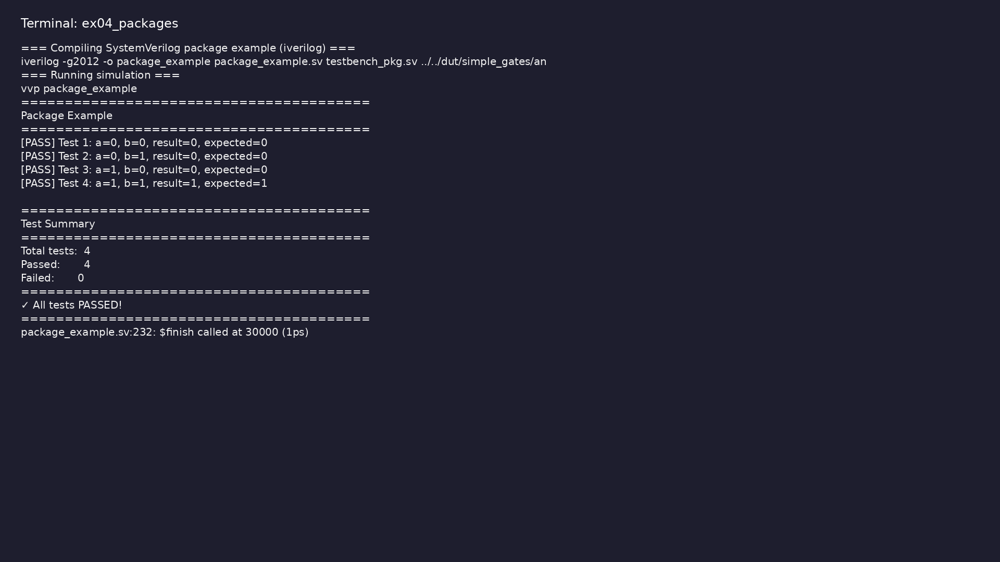 Terminal: ex04_packages
=== Compiling SystemVerilog package example (iverilog) ===
iverilog -g2012 -o package_example package_example.sv testbench_pkg.sv ../../dut/simple_gates/an
=== Running simulation ===
vvp package_example
========================================
Package Example
========================================
[PASS] Test 1: a=0, b=0, result=0, expected=0
[PASS] Test 2: a=0, b=1, result=0, expected=0
[PASS] Test 3: a=1, b=0, result=0, expected=0
[PASS] Test 4: a=1, b=1, result=1, expected=1
========================================
Test Summary
========================================
Total tests:  4
Passed:       4
Failed:       0
========================================
✓ All tests PASSED!
========================================
package_example.sv:232: $finish called at 30000 (1ps)